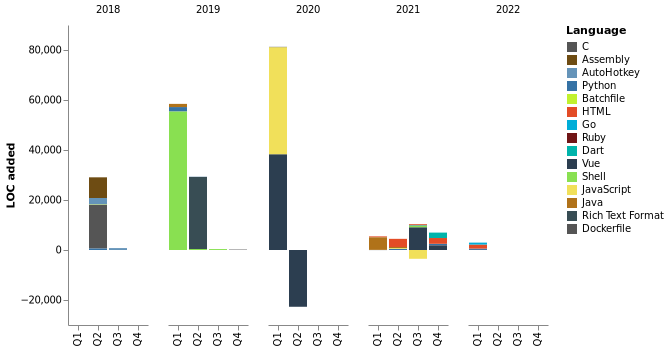 2018 2019 2020 2021 2022
LOC added
80,000
60,000
40,000
20,000
0
−20,000
Q1 Q2 Q3 Q4 Q1 Q2 Q3 Q4 Q1 Q2 Q3 Q4 Q1 Q2 Q3 Q4 Q1 Q2 Q3 Q4
Language
C
Assembly
AutoHotkey
Python
Batchfile
HTML
Go
Ruby
Dart
Vue
Shell
JavaScript
Java
Rich Text Format
Dockerfile